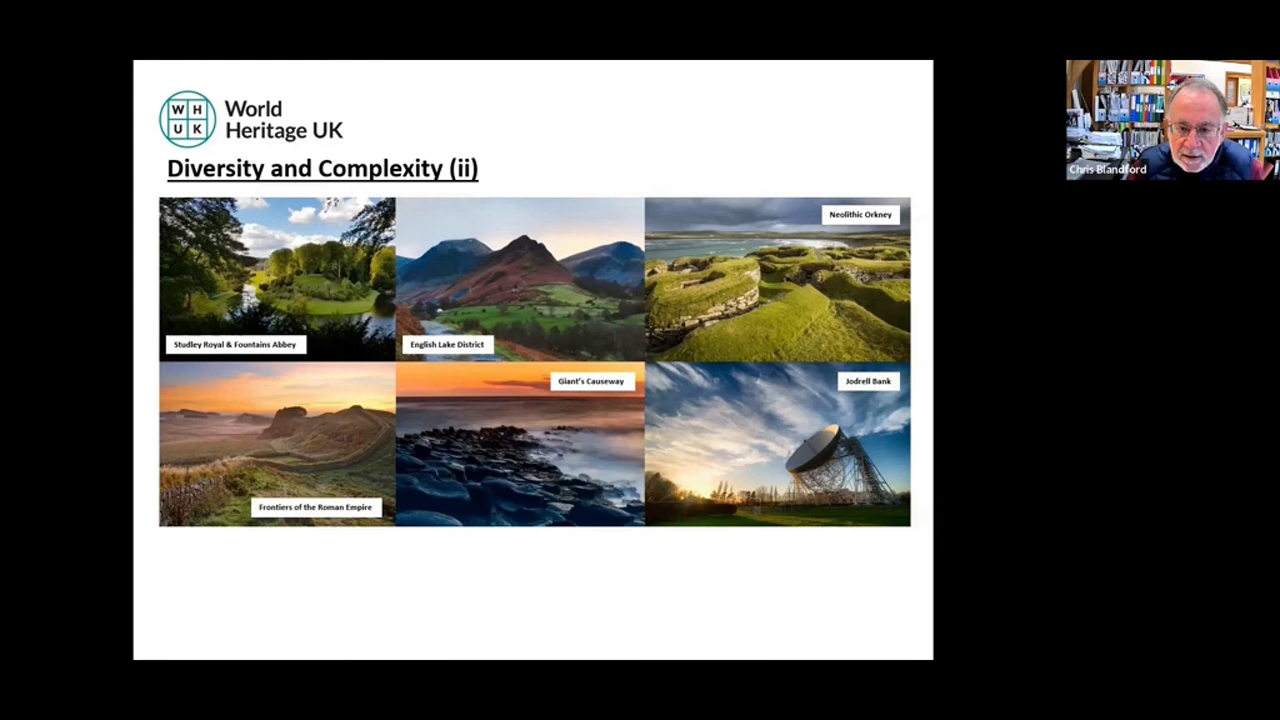 W H
U K
World
Heritage UK
Diversity and Complexity (ii)
Studley Royal & Fountains Abbey
English Lake District
Neolithic Orkney
Frontiers of the Roman Empire
Giant's Causeway
Jodrell Bank
Chris Blandford